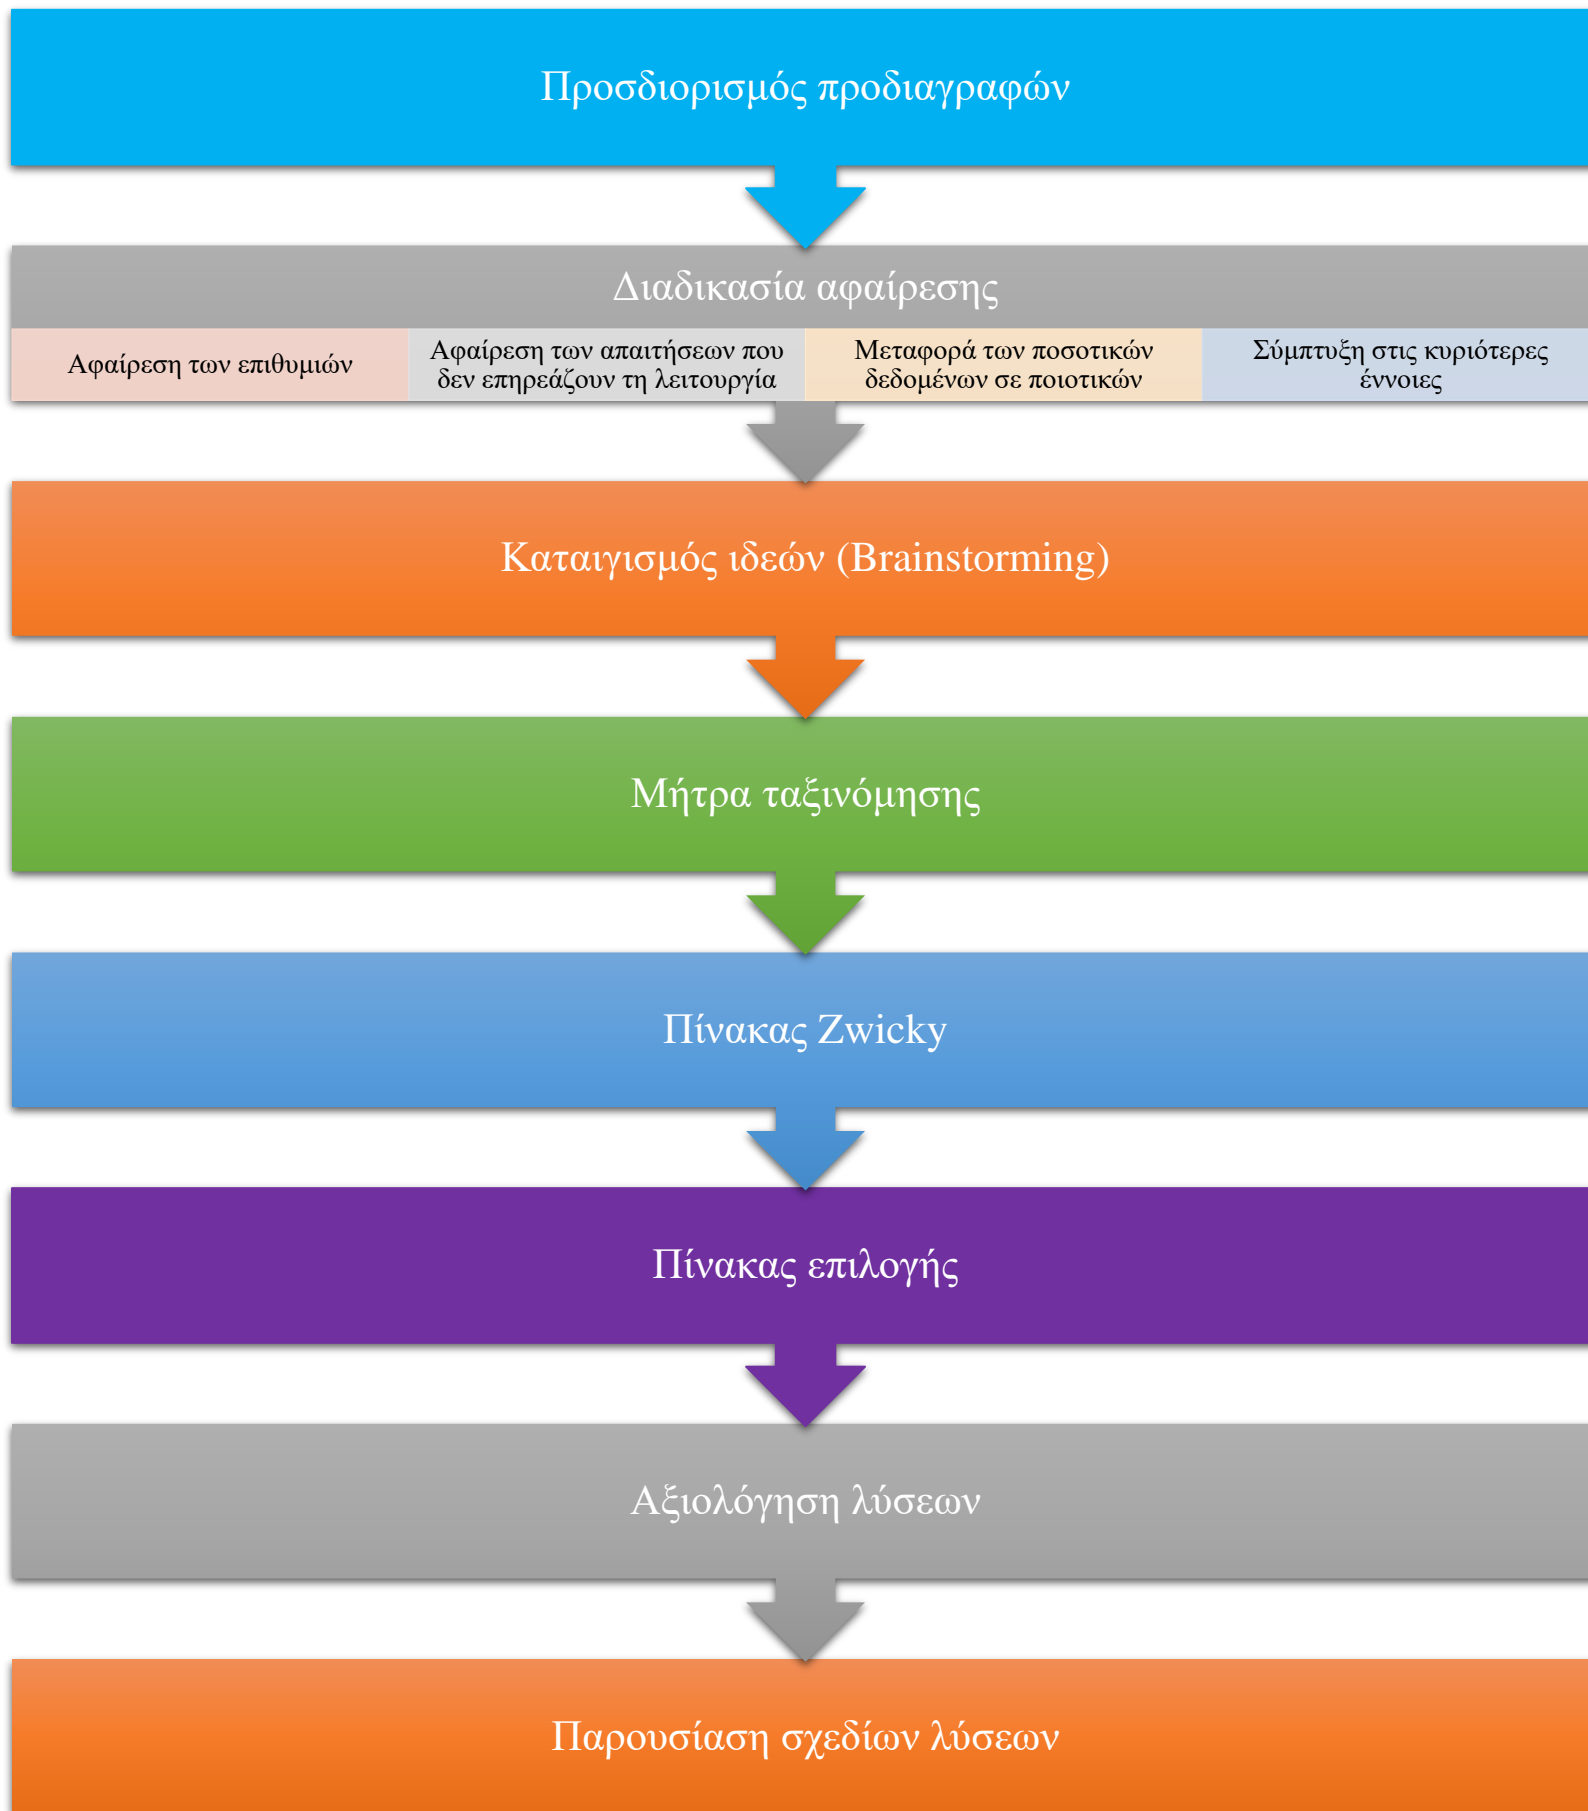 Προσδιορισμός προδιαγραφών
Διαδικασία αφαίρεσης
Αφαίρεση των επιθυμιών
Αφαίρεση των απαιτήσεων που
δεν επηρεάζουν τη λειτουργία
Μεταφορά των ποσοτικών
δεδομένων σε ποιοτικών
Σύμπτυξη στις κυριότερες
έννοιες
Καταιγισμός ιδεών (Brainstorming)
Μήτρα ταξινόμησης
Πίνακας Zwicky
Πίνακας επιλογής
Αξιολόγηση λύσεων
Παρουσίαση σχεδίων λύσεων